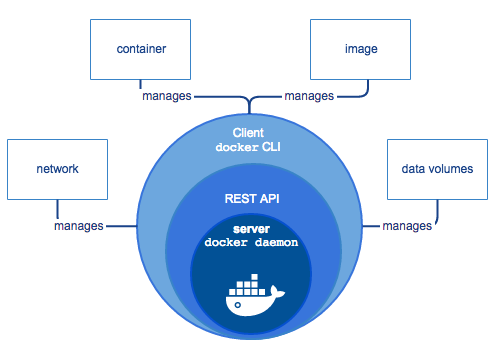 container
image
manages
manages
Client
docker CLI
network
data volumes
REST API
manages
manages
server
docker daemon